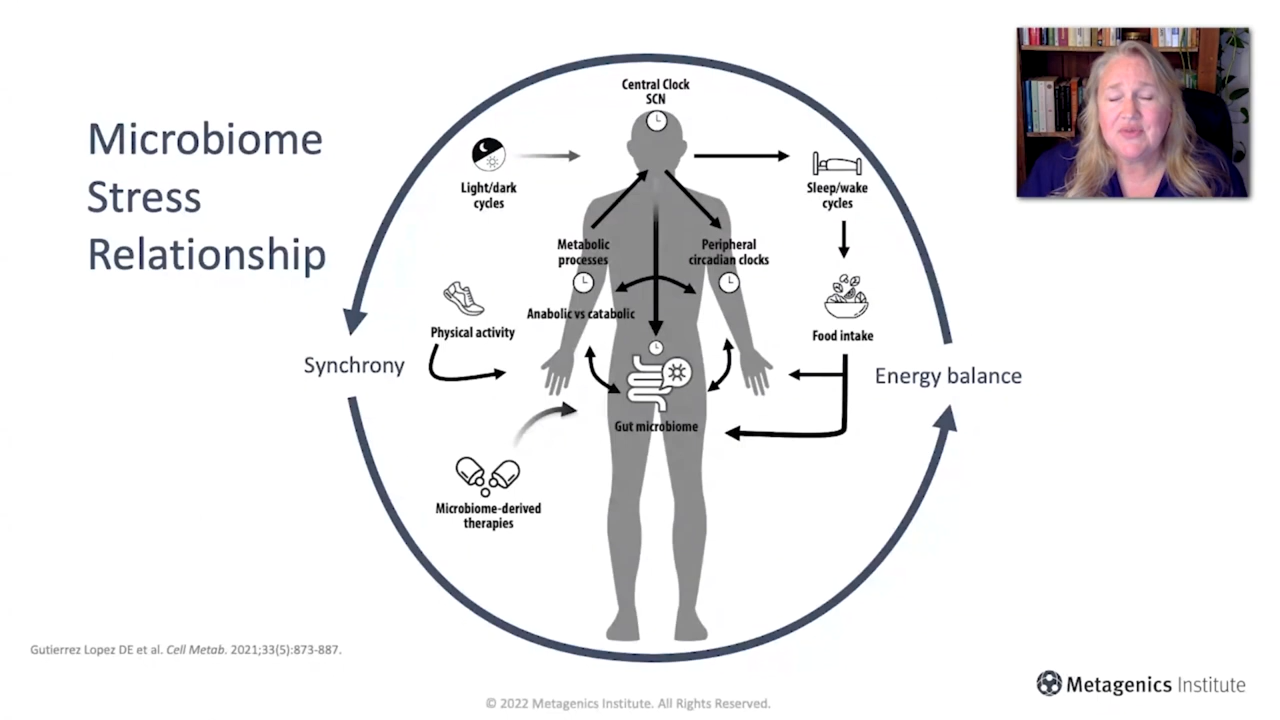 Microbiome
Stress
Relationship
Central Clock
SCN
Light/dark
cycles
Sleep/wake
cycles
Metabolic
processes
Peripheral
circadian clocks
Anabolic vs catabolic
Physical activity
Food intake
Synchrony
Energy balance
Gut microbiome
Microbiome-derived
therapies
Gutierrez Lopez DE et al. Cell Metab. 2021;33(5):873-887.
Metagenics Institute
© 2022 Metagenics Institute. All Rights Reserved.